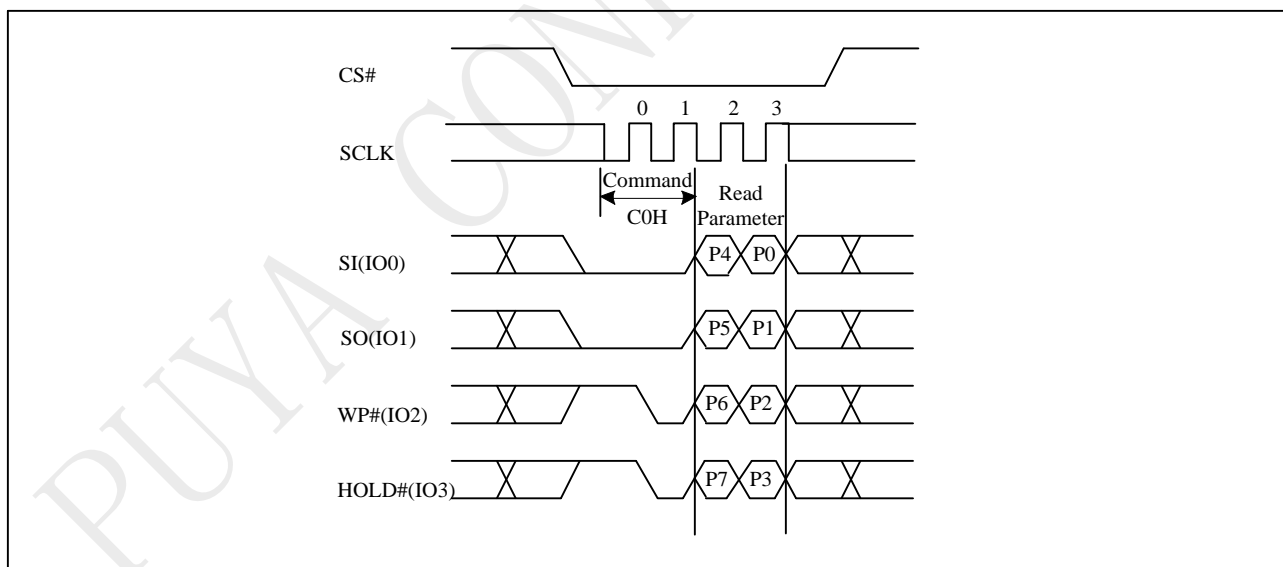 CS#
0 1 2 3
SCLK
Command
C0H
Read
Parameter
SI(IO0)
P4 P0
SO(IO1)
P5 P1
WP#(IO2)
P6 P2
HOLD#(IO3)
P7 P3
PUYA CONF